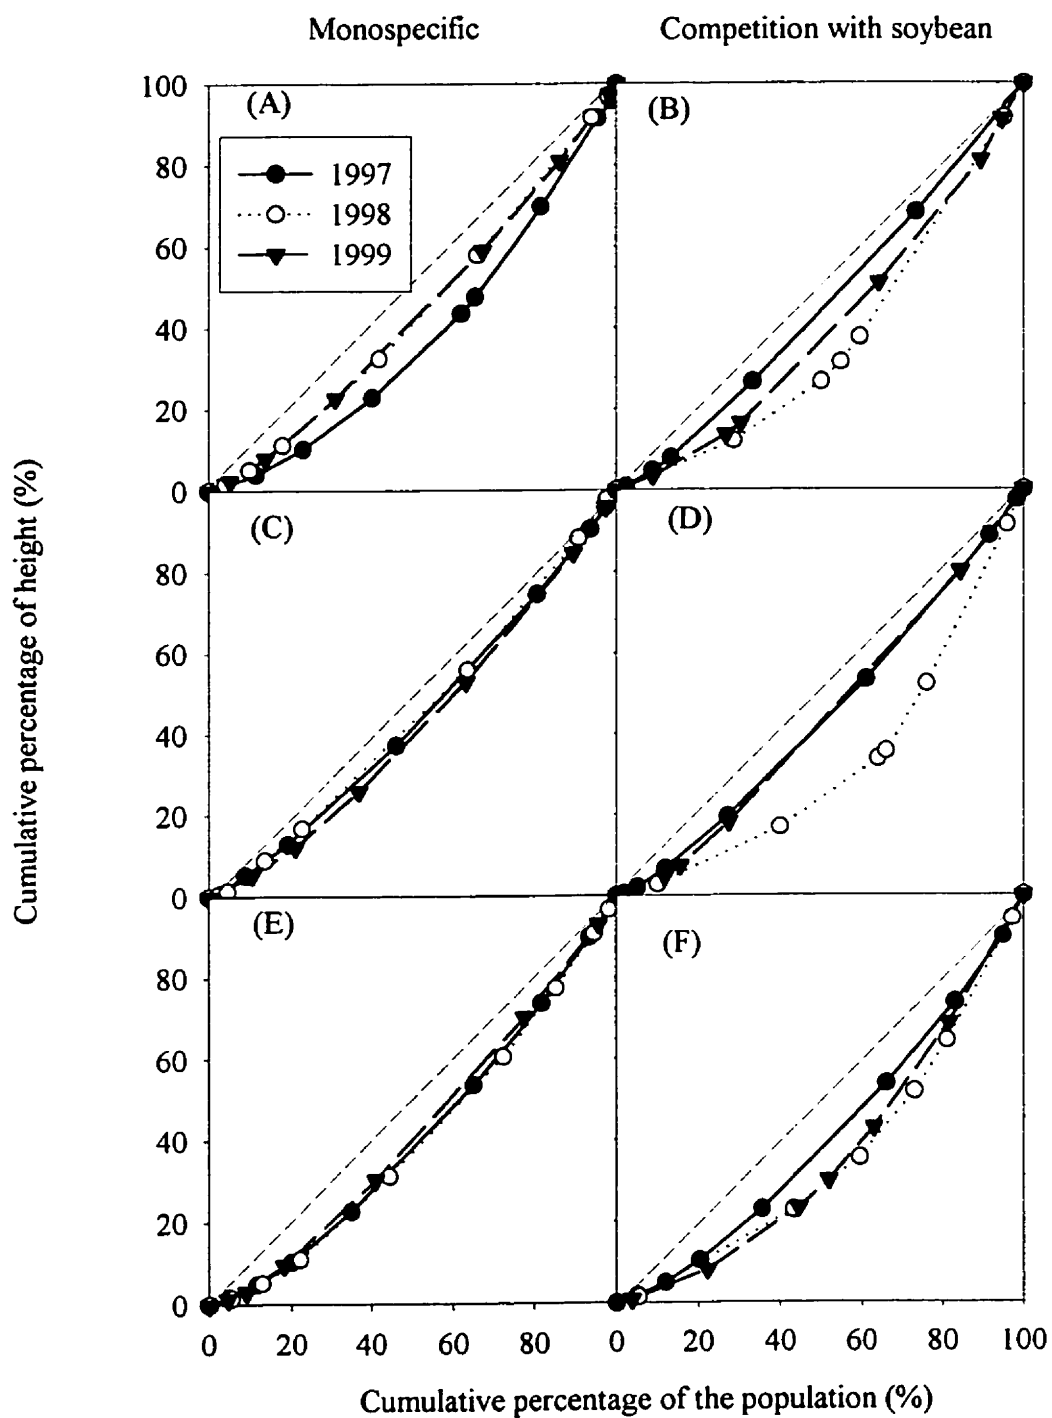 Monospecific Competition with soybean
100 (A) (B)
80 1997
1998
60 1999
40
20
0
(C) (D)
80
60
40
20
0
(E) (F)
80
60
40
20
0
0 20 40 60 80 0 20 40 60 80 100
Cumulative percentage of the population (%)
Cumulative percentage of height (%)